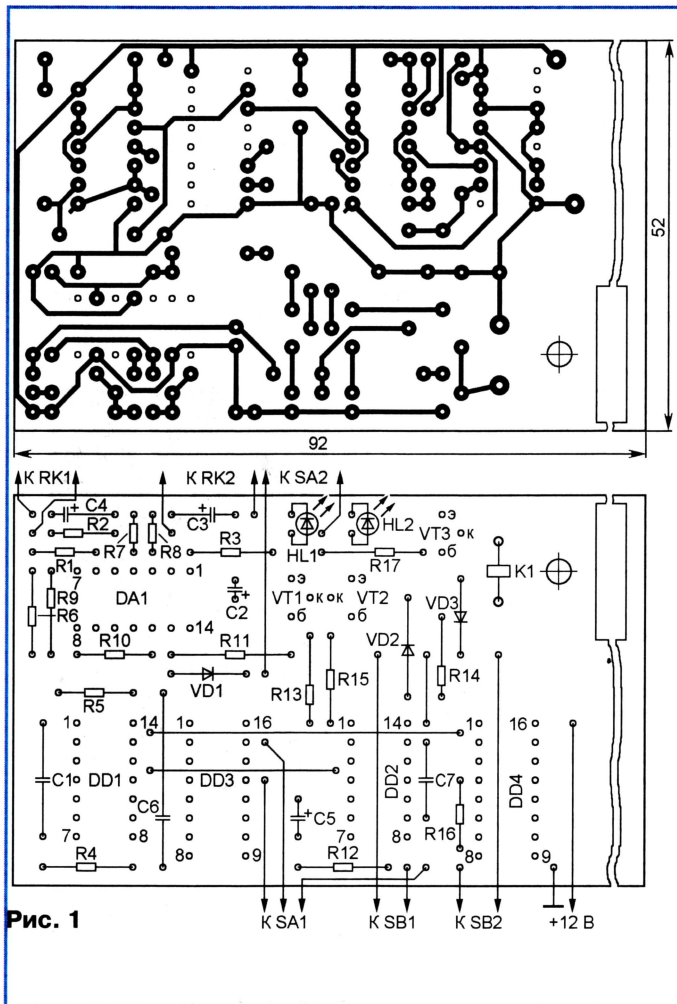 52
92
К RK1 К RK2 К SA2
C4
R2
C3
R3
HL1
HL2
VT3
э
к
б
R1
R7
R8
R17
K1
7
1
DA1
R9
R6
8
14
C2
э
э
VT1
к
к
VT2
б
б
VD3
VD2
R10
R11
VD1
R13
R15
R14
R5
1
14
1
16
1
14
1
16
C1
DD1
C6
DD3
C5
DD2
C7
DD4
R16
7
8
8
9
7
8
8
9
R4
R12
Рис. 1
К SA1 К SB1 К SB2 +12 В